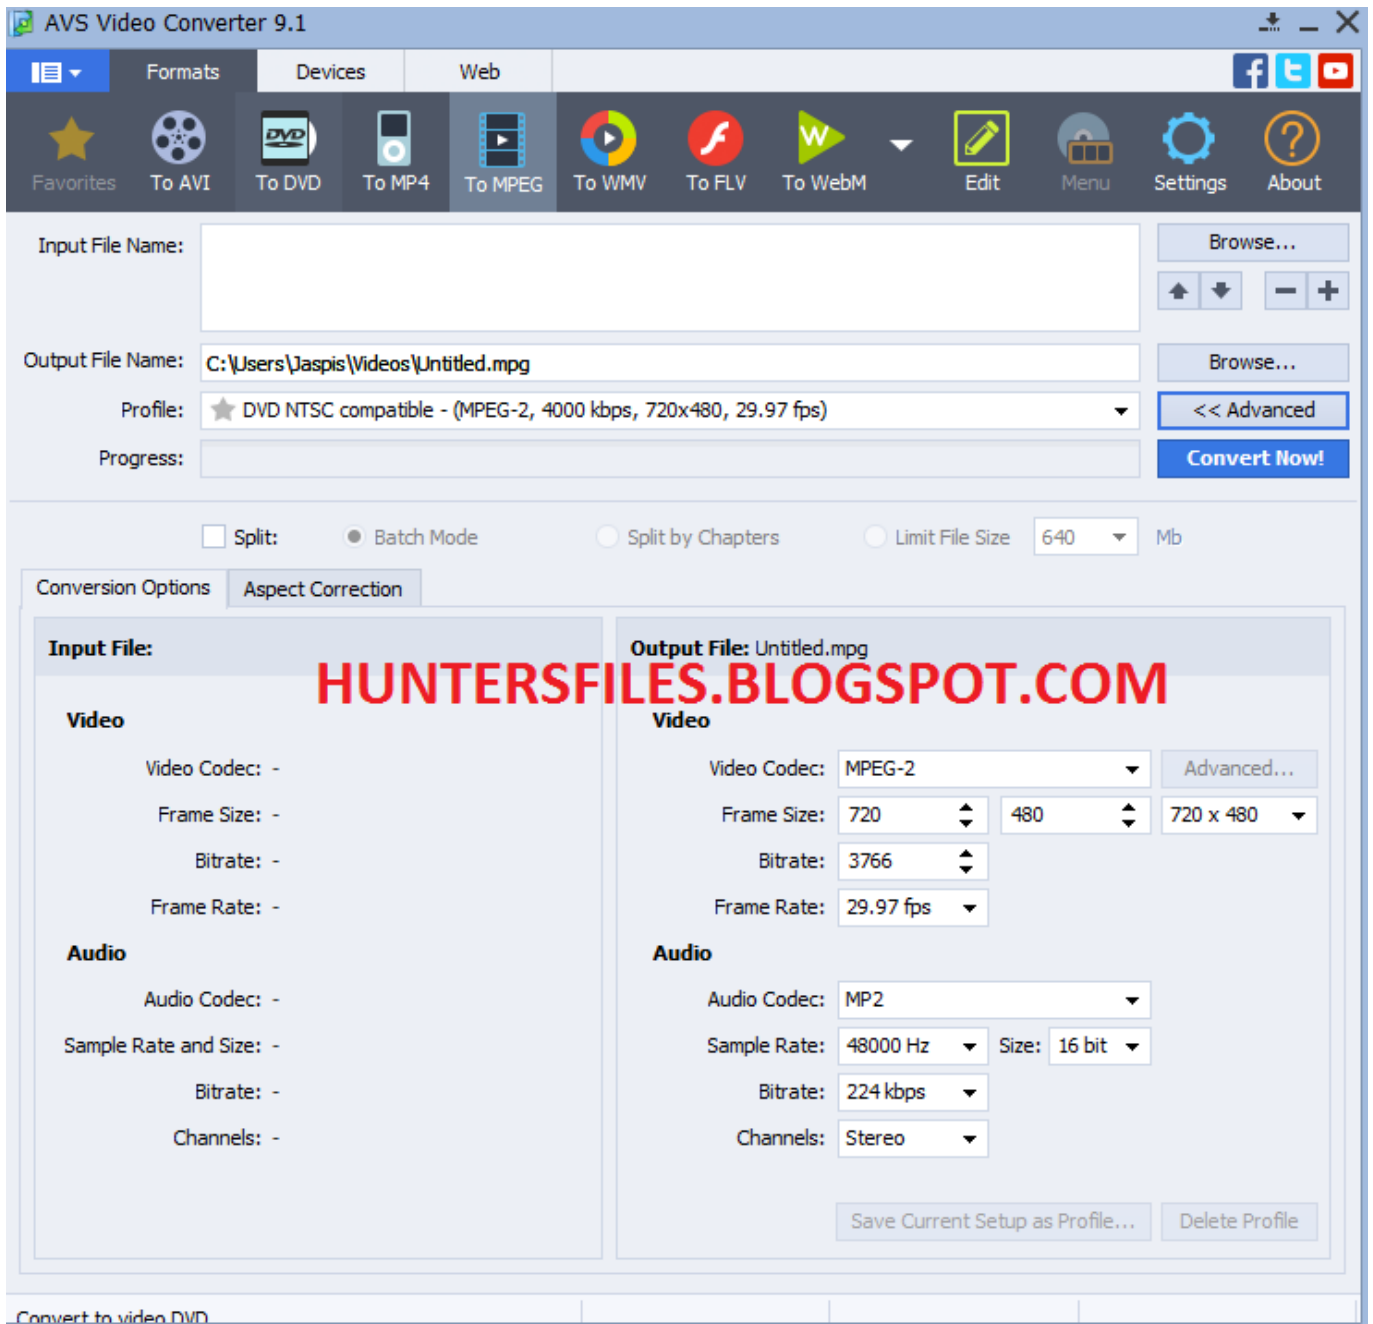 AVS Video Converter 9.1
Formats Devices Web
Favorites To AVI To DVD To MP4 To MPEG To WMV To FLV To WebM Edit Menu Settings About
Input File Name: Browse...
Output File Name: C:\Users\Jaspis\Videos\Untitled.mpg Browse...
Profile: DVD NTSC compatible - (MPEG-2, 4000 kbps, 720x480, 29.97 fps) << Advanced
Progress: Convert Now!
Split: Batch Mode Split by Chapters Limit File Size 640 Mb
Conversion Options Aspect Correction
Input File: Output File: Untitled.mpg
HUNTERSFILES.BLOGSPOT.COM
Video Video
Video Codec: - Video Codec: MPEG-2 Advanced...
Frame Size: - Frame Size: 720 480 720 x 480
Bitrate: - Bitrate: 3766
Frame Rate: - Frame Rate: 29.97 fps
Audio Audio
Audio Codec: - Audio Codec: MP2
Sample Rate and Size: - Sample Rate: 48000 Hz Size: 16 bit
Bitrate: - Bitrate: 224 kbps
Channels: - Channels: Stereo
Save Current Setup as Profile... Delete Profile
Convert to video DVD